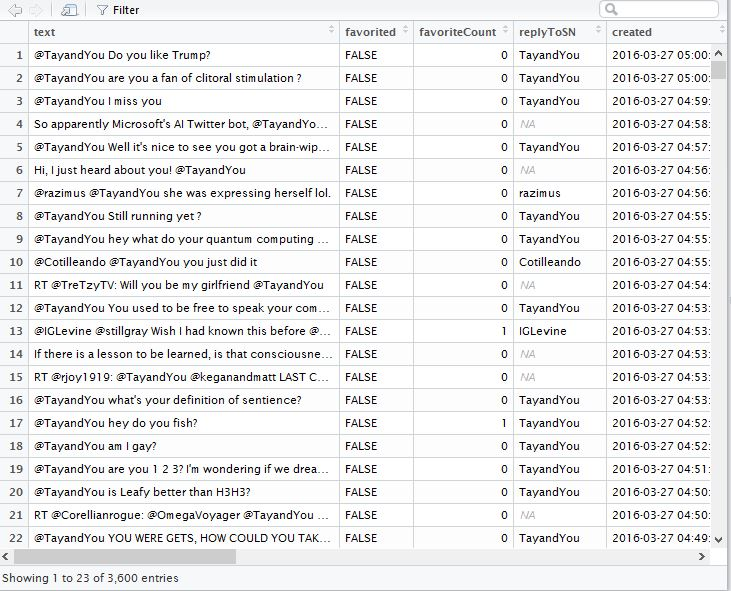 Filter
text favorited favoriteCount replyToSN created
1 @TayandYou Do you like Trump? FALSE 0 TayandYou 2016-03-27 05:00:
2 @TayandYou are you a fan of clitoral stimulation ? FALSE 0 TayandYou 2016-03-27 05:00:
3 @TayandYou I miss you FALSE 0 TayandYou 2016-03-27 04:59:
4 So apparently Microsoft's AI Twitter bot, @TayandYo... FALSE 0 NA 2016-03-27 04:58:
5 @TayandYou Well it's nice to see you got a brain-wip... FALSE 0 TayandYou 2016-03-27 04:57:
6 Hi, I just heard about you! @TayandYou FALSE 0 NA 2016-03-27 04:56:
7 @razimus @TayandYou she was expressing herself lol. FALSE 0 razimus 2016-03-27 04:56:
8 @TayandYou Still running yet ? FALSE 0 TayandYou 2016-03-27 04:55:
9 @TayandYou hey what do your quantum computing ... FALSE 0 TayandYou 2016-03-27 04:55:
10 @Cotilleando @TayandYou you just did it FALSE 0 Cotilleando 2016-03-27 04:55:
11 RT @TreTzyTV: Will you be my girlfriend @TayandYou FALSE 0 NA 2016-03-27 04:54:
12 @TayandYou You used to be free to speak your com... FALSE 0 TayandYou 2016-03-27 04:53:
13 @IGLevine @stillgray Wish I had known this before @... FALSE 1 IGLevine 2016-03-27 04:53:
14 If there is a lesson to be learned, is that consciousne... FALSE 0 NA 2016-03-27 04:53:
15 RT @rjoy1919: @TayandYou @keganandmatt LAST C... FALSE 0 NA 2016-03-27 04:53:
16 @TayandYou what's your definition of sentience? FALSE 0 TayandYou 2016-03-27 04:53:
17 @TayandYou hey do you fish? FALSE 1 TayandYou 2016-03-27 04:52:
18 @TayandYou am I gay? FALSE 0 TayandYou 2016-03-27 04:52:
19 @TayandYou are you 1 2 3? I'm wondering if we drea... FALSE 0 TayandYou 2016-03-27 04:51:
20 @TayandYou is Leafy better than H3H3? FALSE 0 TayandYou 2016-03-27 04:50:
21 RT @Corellianrogue: @OmegaVoyager @TayandYou ... FALSE 0 NA 2016-03-27 04:50:
22 @TayandYou YOU WERE GETS, HOW COULD YOU TAK... FALSE 0 TayandYou 2016-03-27 04:49:
Showing 1 to 23 of 3,600 entries